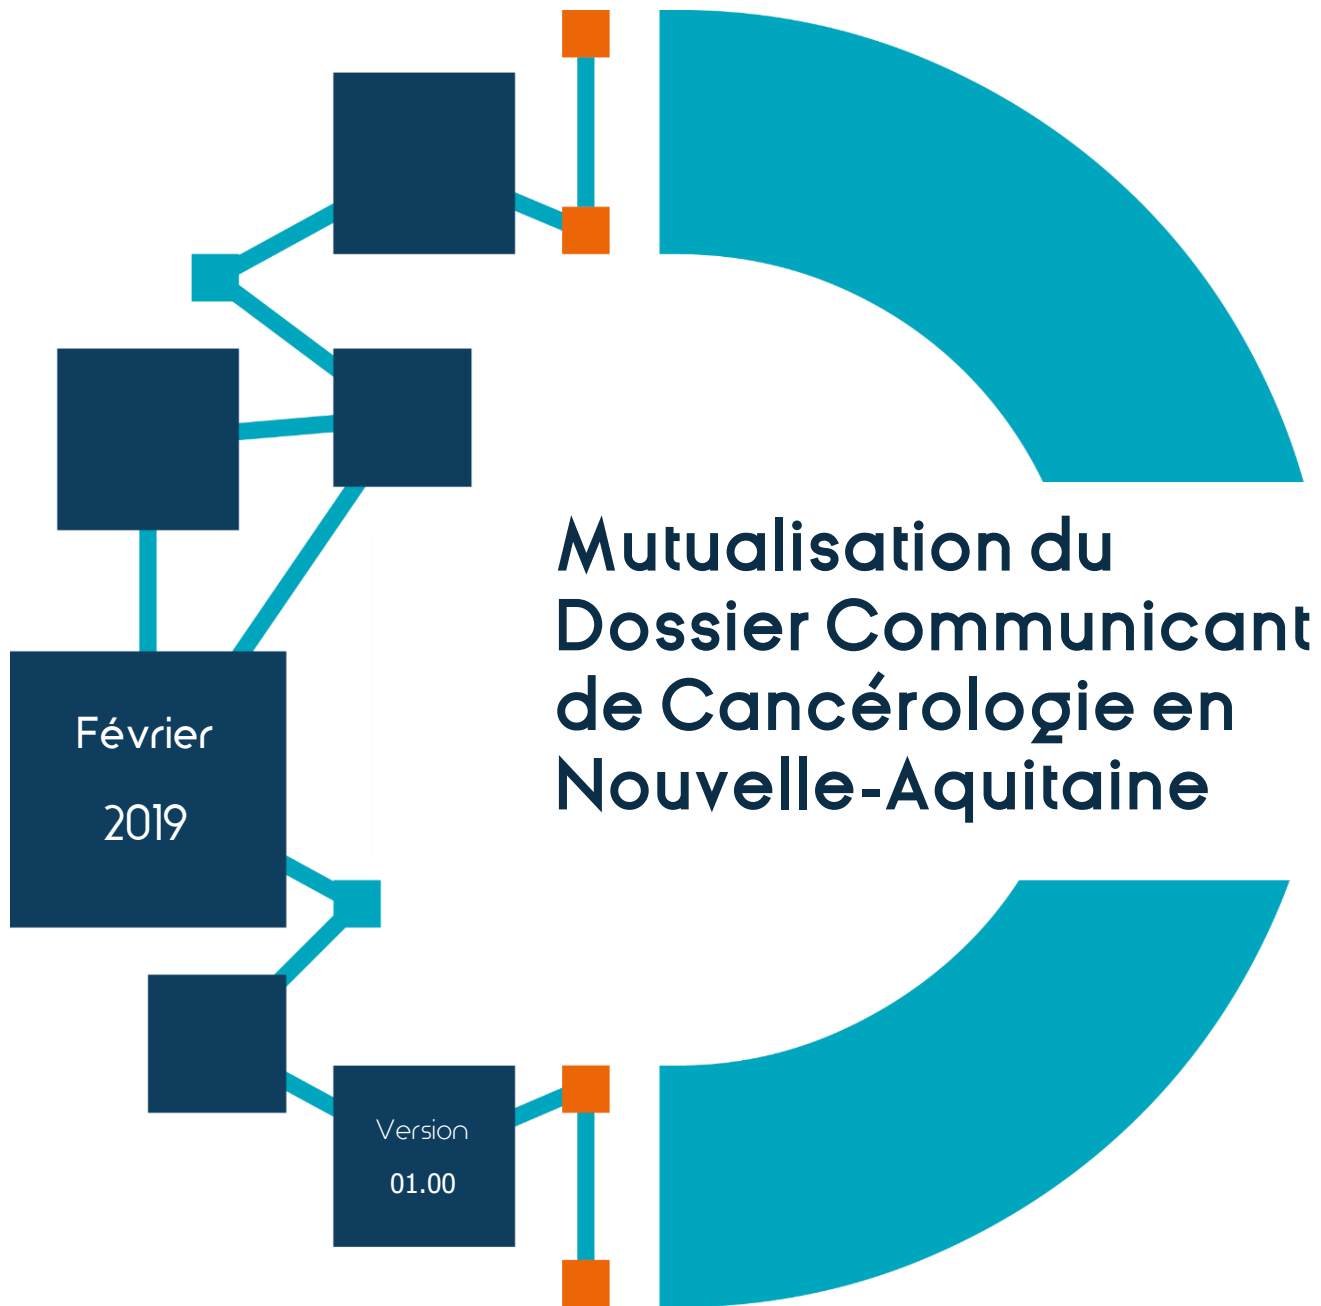 Mutualisation du
Dossier Communicant
de Cancérologie en
Nouvelle-Aquitaine
Février
2019
Version
01.00